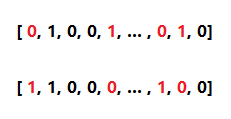 [ 0, 1, 0, 0, 1, ... , 0, 1, 0]
[ 1, 1, 0, 0, 0, ... , 1, 0, 0]